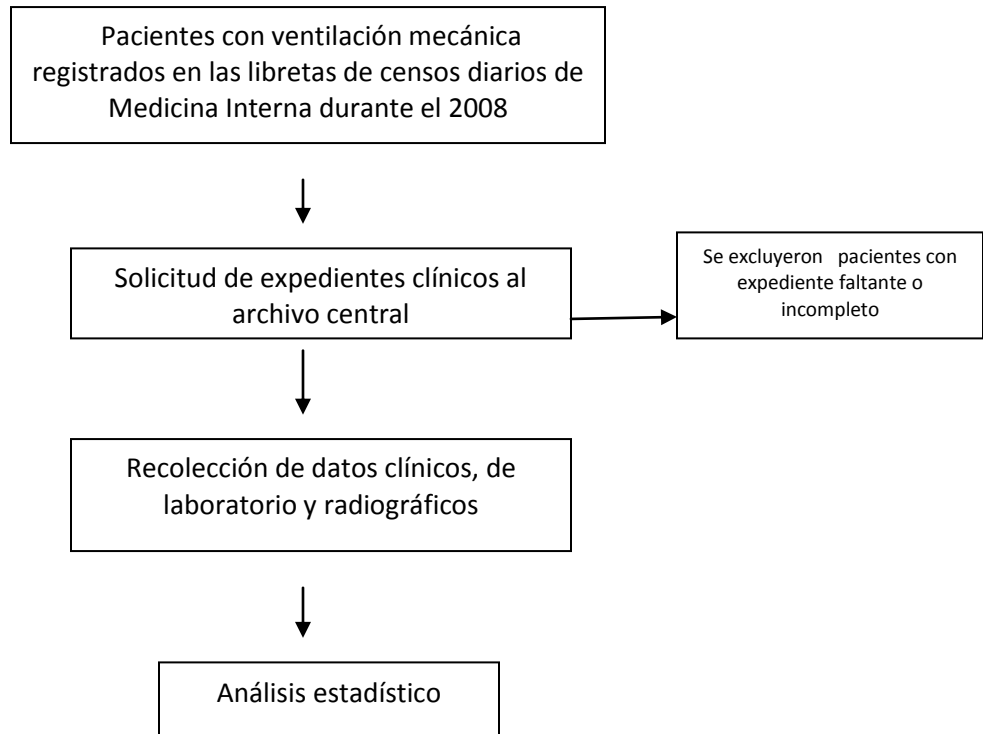 Pacientes con ventilación mecánica
registrados en las libretas de censos diarios de
Medicina Interna durante el 2008
Solicitud de expedientes clínicos al
archivo central
Se excluyeron pacientes con
expediente faltante o
incompleto
Recolección de datos clínicos, de
laboratorio y radiográficos
Análisis estadístico